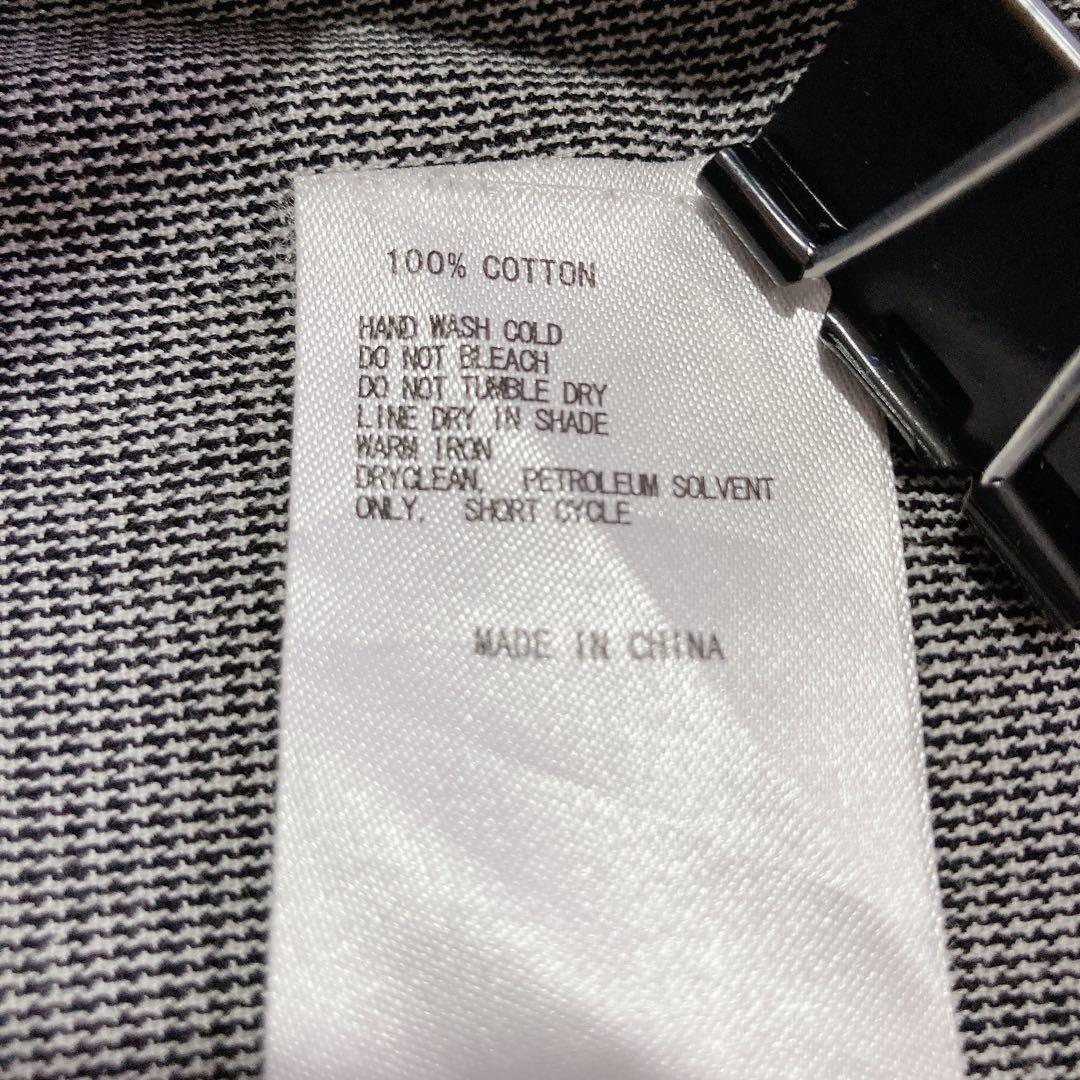 100% COTTON
HAND WASH COLD
DO NOT BLEACH
DO NOT TUMBLE DRY
LINE DRY IN SHADE
WARM IRON
DRYCLEAN, PETROLEUM SOLVENT
ONLY, SHORT CYCLE
MADE IN CHINA